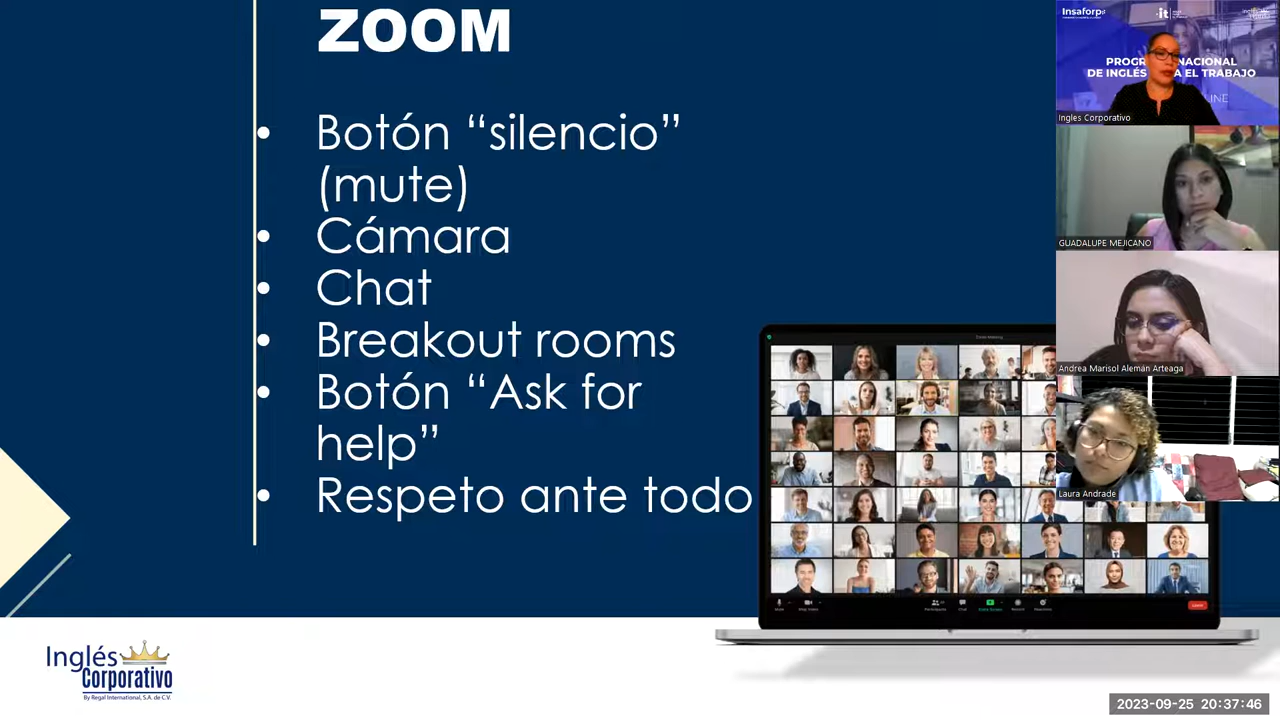 ZOOM
• Botón “silencio”
(mute)
• Cámara
• Chat
• Breakout rooms
• Botón “Ask for
help”
• Respeto ante todo
Inglés
Corporativo
By Regal International, S.A. de C.V.
Insaforp
PROGR NACIONAL
DE INGLÉS A EL TRABAJO
LINE
Ingles Corporativo
GUADALUPE MEJICANO
Andrea Marisol Alemán Arteaga
Laura Andrade
2023-09-25 20:37:46